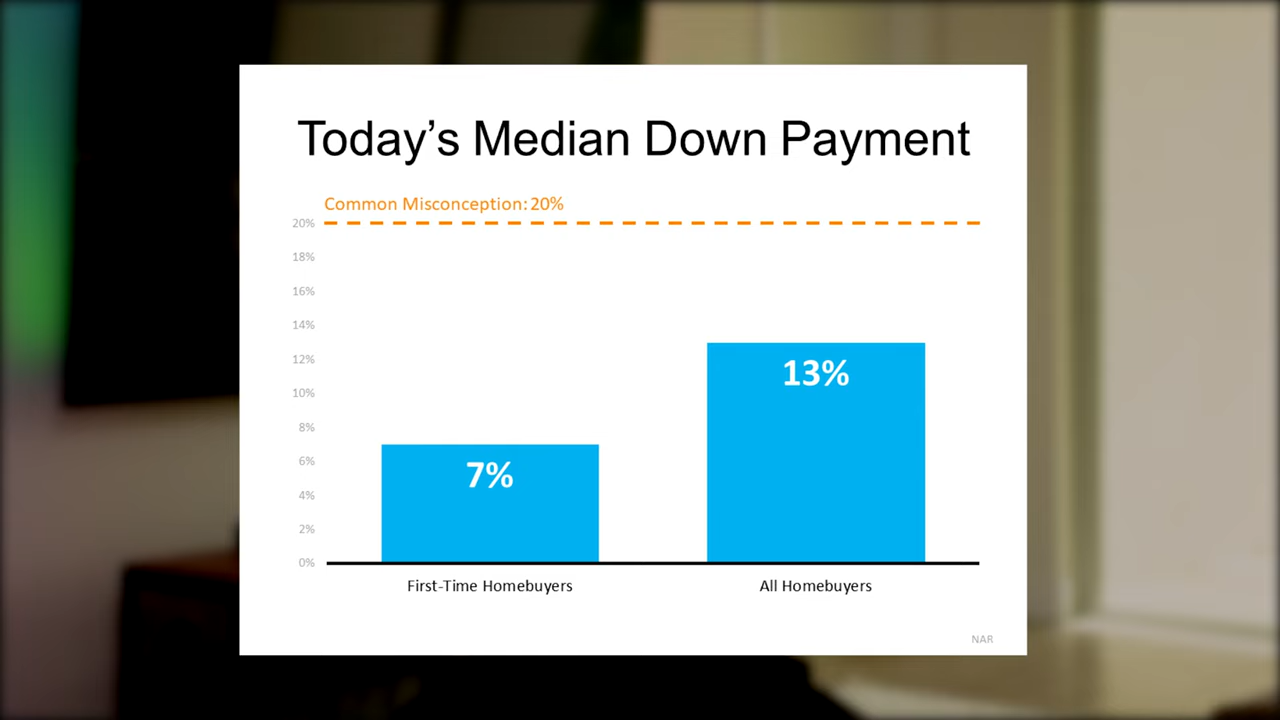 Today’s Median Down Payment
Common Misconception: 20%
20%
18%
16%
14%
12%
10%
8%
6%
4%
2%
0%
13%
7%
First-Time Homebuyers
All Homebuyers
NAR